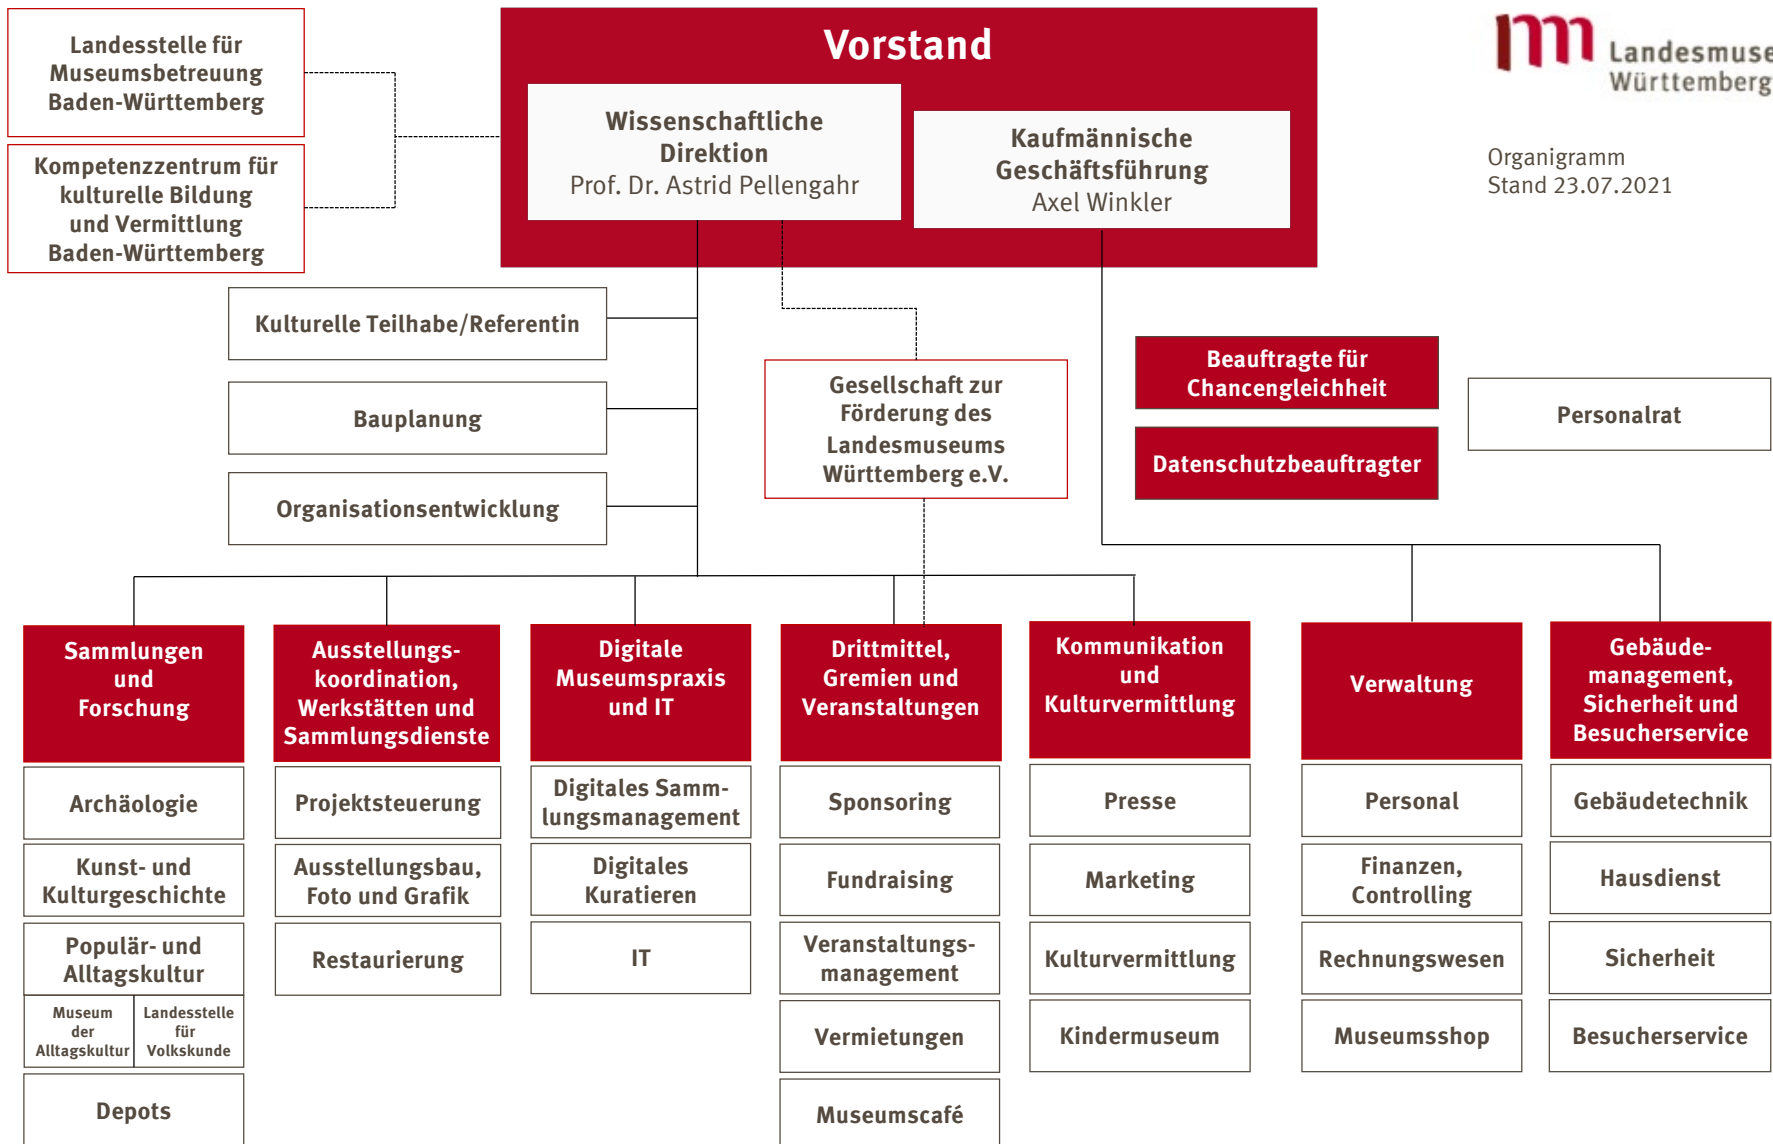 Landesstelle für
Museumsbetreuung
Baden-Württemberg
Kompetenzzentrum für
kulturelle Bildung
und Vermittlung
Baden-Württemberg
Vorstand
Wissenschaftliche
Direktion
Prof. Dr. Astrid Pellengahr
Kaufmännische
Geschäftsführung
Axel Winkler
Landesmuse
Württemberg
Organigramm
Stand 23.07.2021
Kulturelle Teilhabe/Referentin
Bauplanung
Organisationsentwicklung
Gesellschaft zur
Förderung des
Landesmuseums
Württemberg e.V.
Beauftragte für
Chancengleichheit
Datenschutzbeauftragter
Personalrat
Sammlungen
und
Forschung
Archäologie
Kunst- und
Kulturgeschichte
Populär- und
Alltagskultur
Museum
der
Alltagskultur
Landesstelle
für
Volkskunde
Depots
Ausstellungs-
koordination,
Werkstätten und
Sammlungsdienste
Projektsteuerung
Ausstellungsbau,
Foto und Grafik
Restaurierung
Digitale
Museumspraxis
und IT
Digitales Samm-
lungsmanagement
Digitales
Kuratieren
IT
Drittmittel,
Gremien und
Veranstaltungen
Sponsoring
Fundraising
Veranstaltungs-
management
Vermietungen
Museumscafé
Kommunikation
und
Kulturvermittlung
Presse
Marketing
Kulturvermittlung
Kindermuseum
Verwaltung
Personal
Finanzen,
Controlling
Rechnungswesen
Museumsshop
Gebäude-
management,
Sicherheit und
Besucherservice
Gebäudetechnik
Hausdienst
Sicherheit
Besucherservice